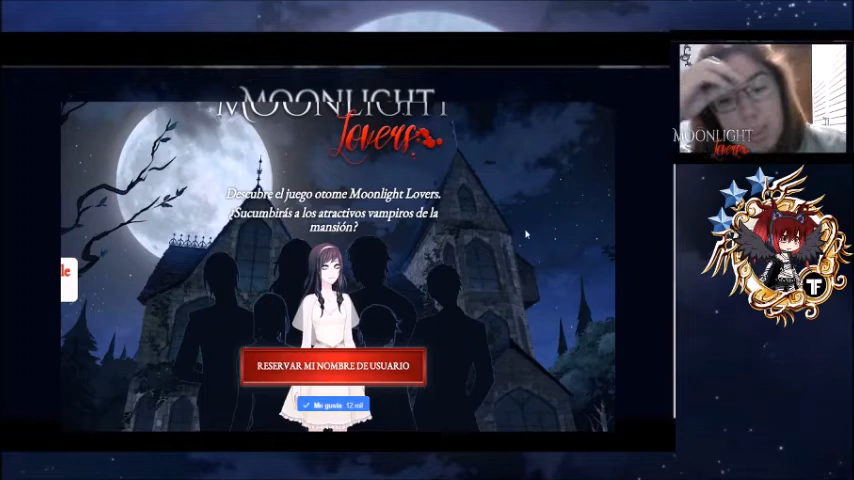 MOONLIGHT
Lovers
Descubre el juego otome Moonlight Lovers.
¿Sucumbirás a los atractivos vampiros de la
mansión?
RESERVAR MI NOMBRE DE USUARIO
Me gusta 12 mil
MOONLIGHT
Lovers
TF